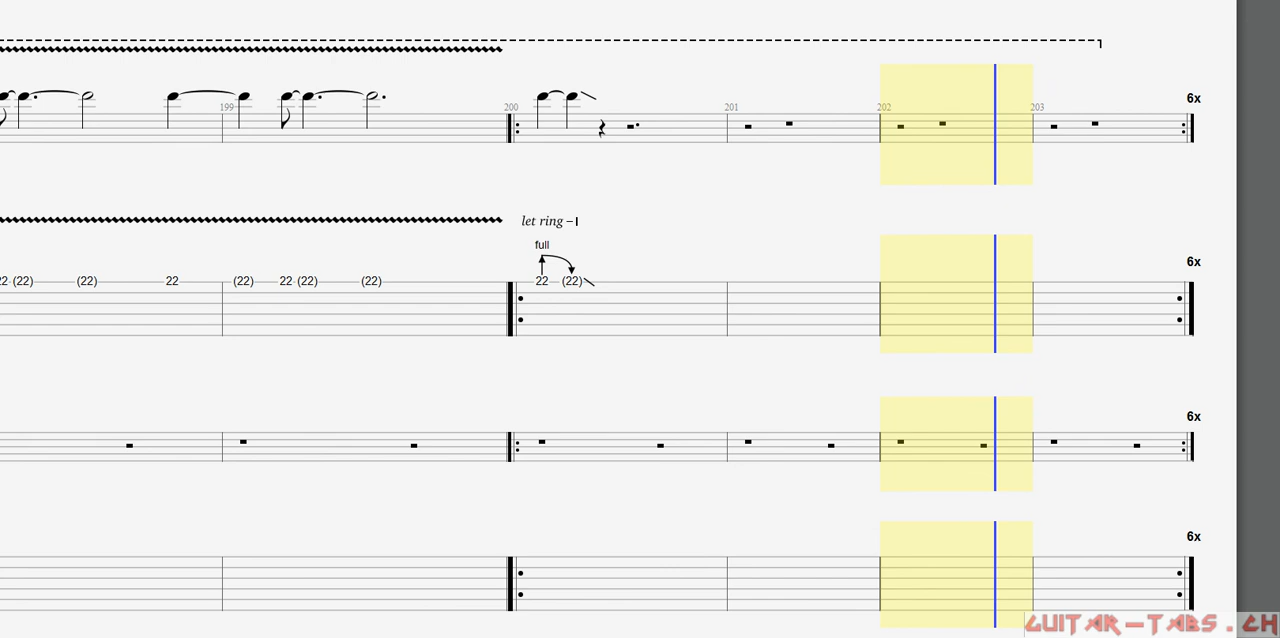 199 200 201 202 203 6x
let ring
full
6x
22 (22) (22) 22 (22) 22 (22) (22) 22 (22)
6x
6x
GUITAR-TABS.CH